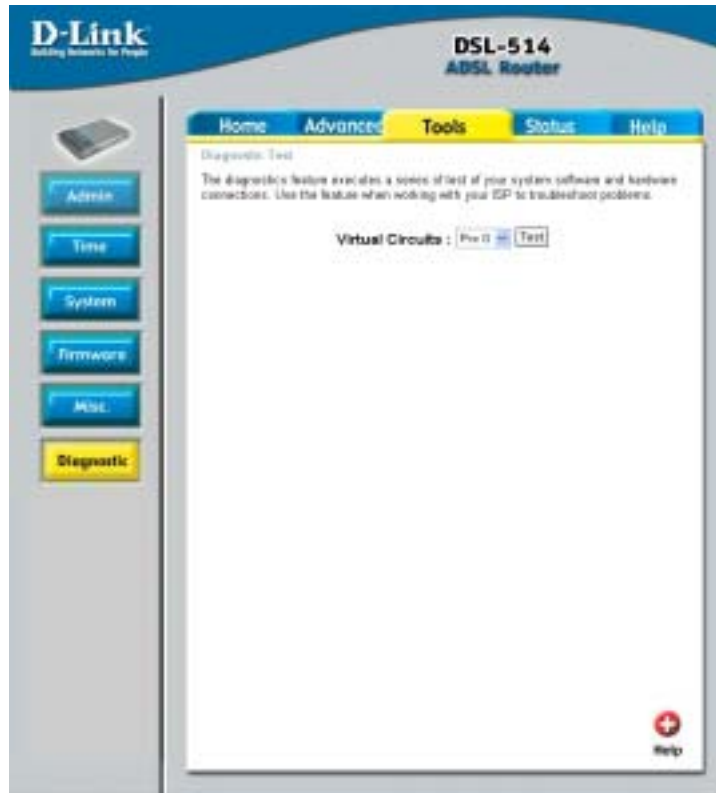 D-Link
Building Networks for People
DSL-514
ADSL Router
Home Advanced Tools Status Help
Diagnostic Test
The diagnostics feature executes a series of test of your system software and hardware
connections. Use the feature when working with your ISP to troubleshoot problems.
Virtual Circuits : Test
Admin
Time
System
Firmware
Misc.
Diagnostic
Help